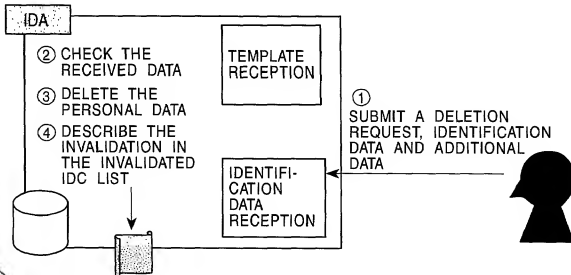 IDA
② CHECK THE
RECEIVED DATA
③ DELETE THE
PERSONAL DATA
④ DESCRIBE THE
INVALIDATION IN
THE INVALIDATED
IDC LIST
TEMPLATE
RECEPTION
IDENTIFI-
CATION
DATA
RECEPTION
①
SUBMIT A DELETION
REQUEST, IDENTIFICATION
DATA AND ADDITIONAL
DATA